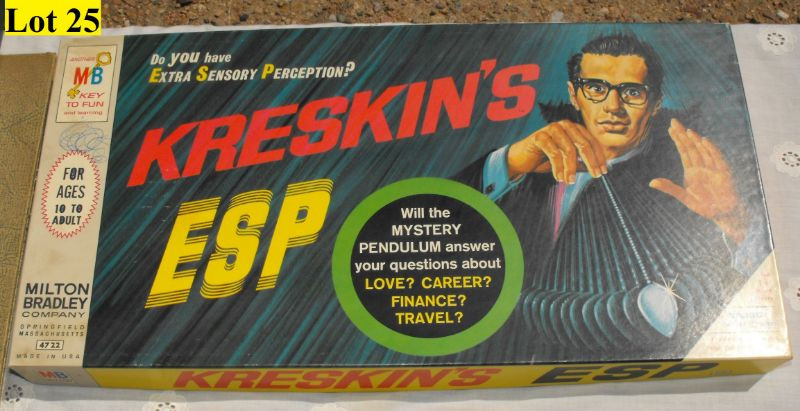 Lot 25
ANOTHER
MB
KEY
TO FUN
and learning
FOR
AGES
10 TO
ADULT
MILTON
BRADLEY
COMPANY
SPRINGFIELD
MASSACHUSETTS
4722
MADE IN USA
Do you have
EXTRA SENSORY PERCEPTION?
KRESKIN'S
ESP
Will the
MYSTERY
PENDULUM answer
your questions about
LOVE? CAREER?
FINANCE?
TRAVEL?
MB
KRESKIN'S ESP